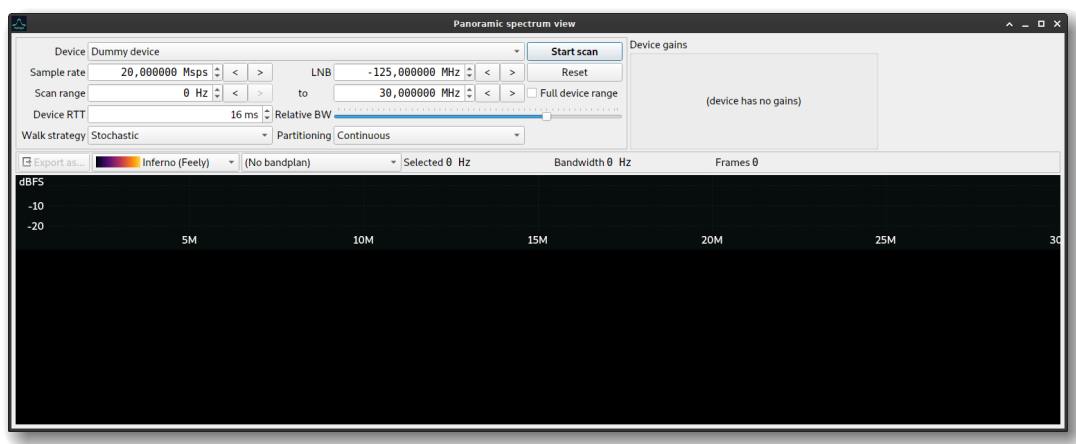 Panoramic spectrum view
Device Dummy device Start scan Device gains
Sample rate 20,000000 Msps < > LNB -125,000000 MHz < > Reset
Scan range 0 Hz < > to 30,000000 MHz < > Full device range (device has no gains)
Device RTT 16 ms Relative BW
Walk strategy Stochastic Partitioning Continuous
Export as... Inferno (Feely) (No bandplan) Selected 0 Hz Bandwidth 0 Hz Frames 0
dBFS
-10
-20
5M 10M 15M 20M 25M 30